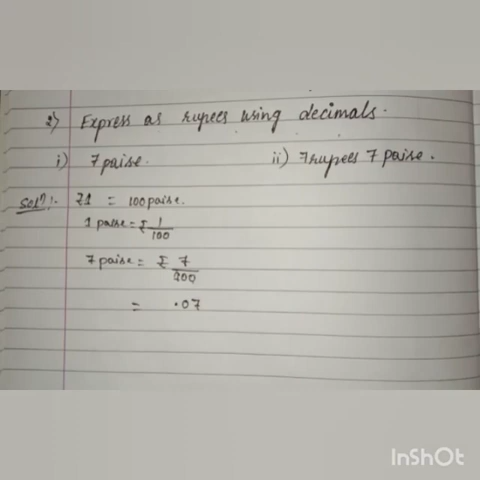 2) Express as rupees using decimals.
i) 7 paise. ii) 7 rupees 7 paise.
Solⁿ:- ₹1 = 100 paise.
1 paise = ₹ 1/100
7 paise = ₹ 7/100
= .07
InShOt